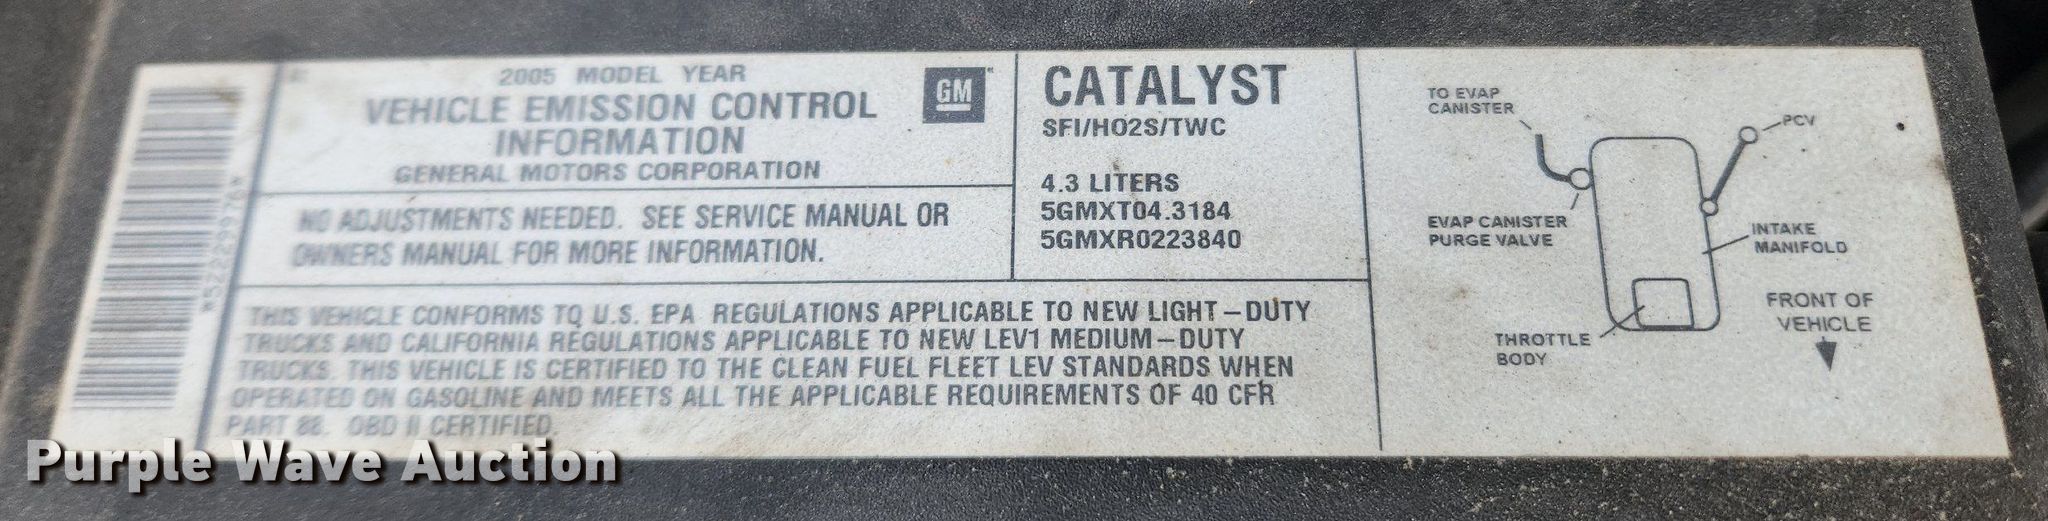 2005 MODEL YEAR
VEHICLE EMISSION CONTROL
INFORMATION
GENERAL MOTORS CORPORATION
GM
NO ADJUSTMENTS NEEDED. SEE SERVICE MANUAL OR
OWNERS MANUAL FOR MORE INFORMATION.
CATALYST
SFI/HO2S/TWC
4.3 LITERS
5GMXT04.3184
5GMXR0223840
THIS VEHICLE CONFORMS TO U.S. EPA REGULATIONS APPLICABLE TO NEW LIGHT-DUTY
TRUCKS AND CALIFORNIA REGULATIONS APPLICABLE TO NEW LEV1 MEDIUM-DUTY
TRUCKS. THIS VEHICLE IS CERTIFIED TO THE CLEAN FUEL FLEET LEV STANDARDS WHEN
OPERATED ON GASOLINE AND MEETS ALL THE APPLICABLE REQUIREMENTS OF 40 CFR
PART 88. OBD II CERTIFIED.
TO EVAP
CANISTER
PCV
EVAP CANISTER
PURGE VALVE
INTAKE
MANIFOLD
THROTTLE
BODY
FRONT OF
VEHICLE
Purple Wave Auction